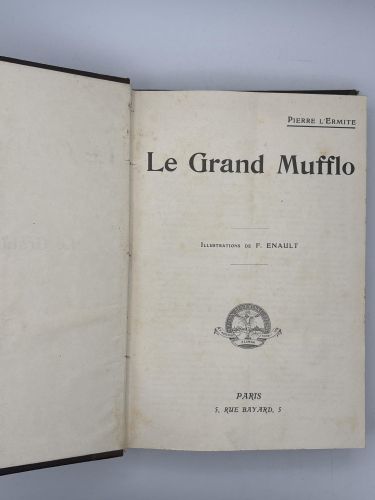 Pierre l'Ermite
Le Grand Mufflo
Illustrations de F. ENAULT
PARIS
5, RUE BAYARD, 5